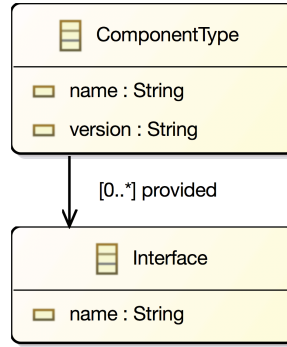 ComponentType
name : String
version : String
[0..*] provided
Interface
name : String